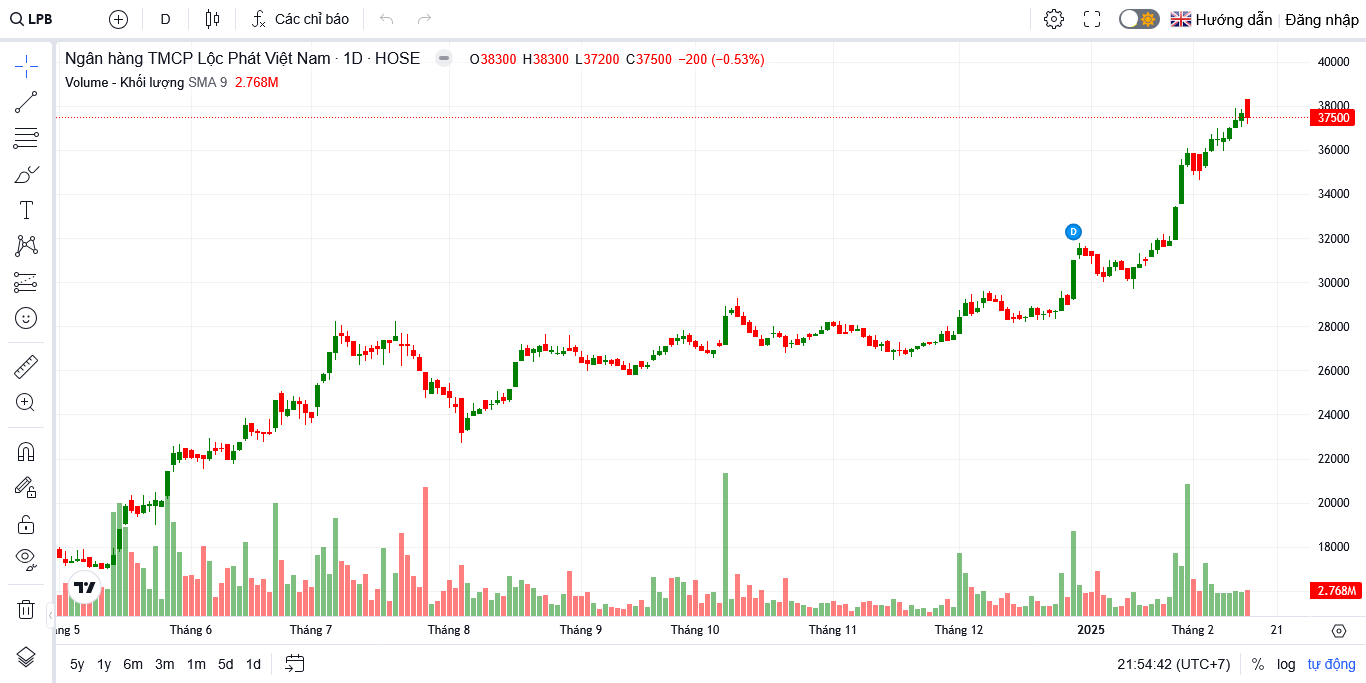 LPB D Các chỉ báo Hướng dẫn Đăng nhập
Ngân hàng TMCP Lộc Phát Việt Nam · 1D · HOSE O38300 H38300 L37200 C37500 −200 (−0.53%)
Volume - Khối lượng SMA 9 2.768M
40000
38000
37500
36000
34000
D
32000
30000
28000
26000
24000
22000
20000
18000
2.768M
ng 5 Tháng 6 Tháng 7 Tháng 8 Tháng 9 Tháng 10 Tháng 11 Tháng 12 2025 Tháng 2 21
5y 1y 6m 3m 1m 5d 1d 21:54:42 (UTC+7) % log tự động